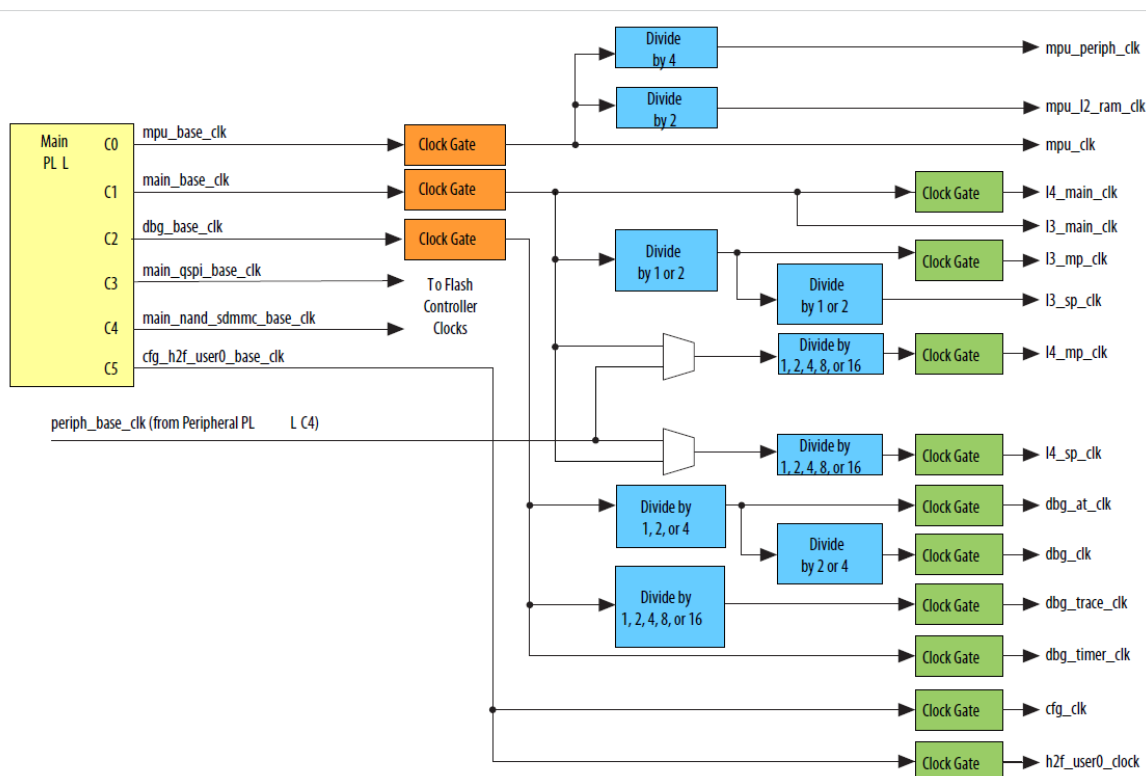 Divide
by 4
mpu_periph_clk
Divide
by 2
mpu_l2_ram_clk
Main
PL L
C0
mpu_base_clk
Clock Gate
mpu_clk
C1
main_base_clk
Clock Gate
Clock Gate
l4_main_clk
C2
dbg_base_clk
Clock Gate
l3_main_clk
Divide
by 1 or 2
Clock Gate
l3_mp_clk
C3
main_qspi_base_clk
To Flash
Controller
Clocks
Divide
by 1 or 2
l3_sp_clk
C4
main_nand_sdmmc_base_clk
C5
cfg_h2f_user0_base_clk
Divide by
1, 2, 4, 8, or 16
Clock Gate
l4_mp_clk
periph_base_clk (from Peripheral PL L C4)
Divide by
1, 2, 4, 8, or 16
Clock Gate
l4_sp_clk
Divide by
1, 2, or 4
Clock Gate
dbg_at_clk
Divide
by 2 or 4
Clock Gate
dbg_clk
Divide by
1, 2, 4, 8, or 16
Clock Gate
dbg_trace_clk
Clock Gate
dbg_timer_clk
Clock Gate
cfg_clk
Clock Gate
h2f_user0_clock